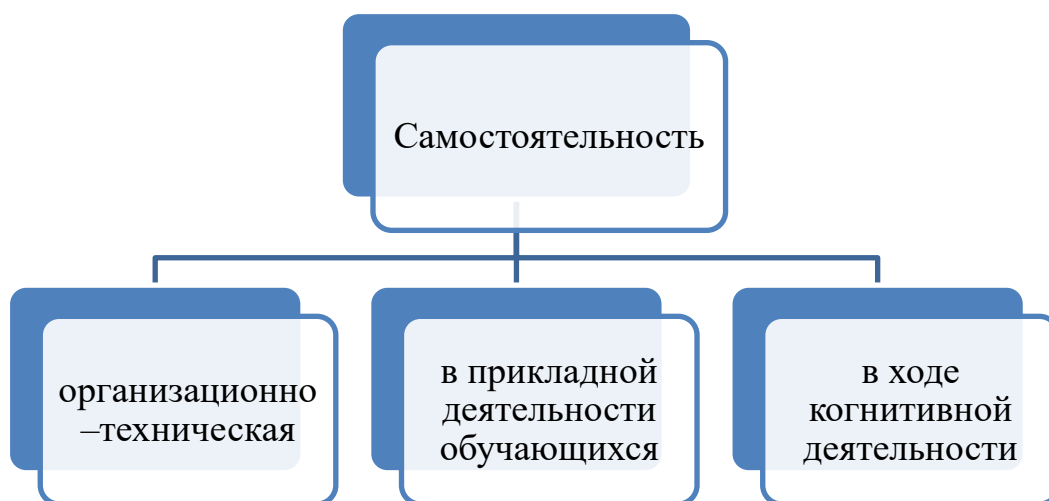 Самостоятельность
организационно
–техническая
в прикладной
деятельности
обучающихся
в ходе
когнитивной
деятельности